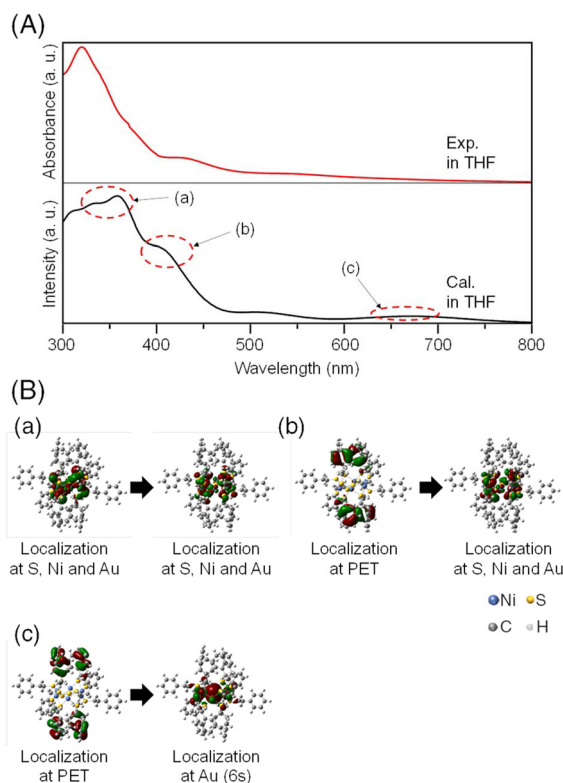 (A)
Absorbance (a. u.)
Exp.
in THF
(a)
(b)
(c)
Intensity (a. u.)
Cal.
in THF
300 400 500 600 700 800
Wavelength (nm)
(B)
(a) (b)
Localization at S, Ni and Au
Localization at S, Ni and Au
Localization at PET
Localization at S, Ni and Au
Ni S
C H
(c)
Localization at PET
Localization at Au (6s)